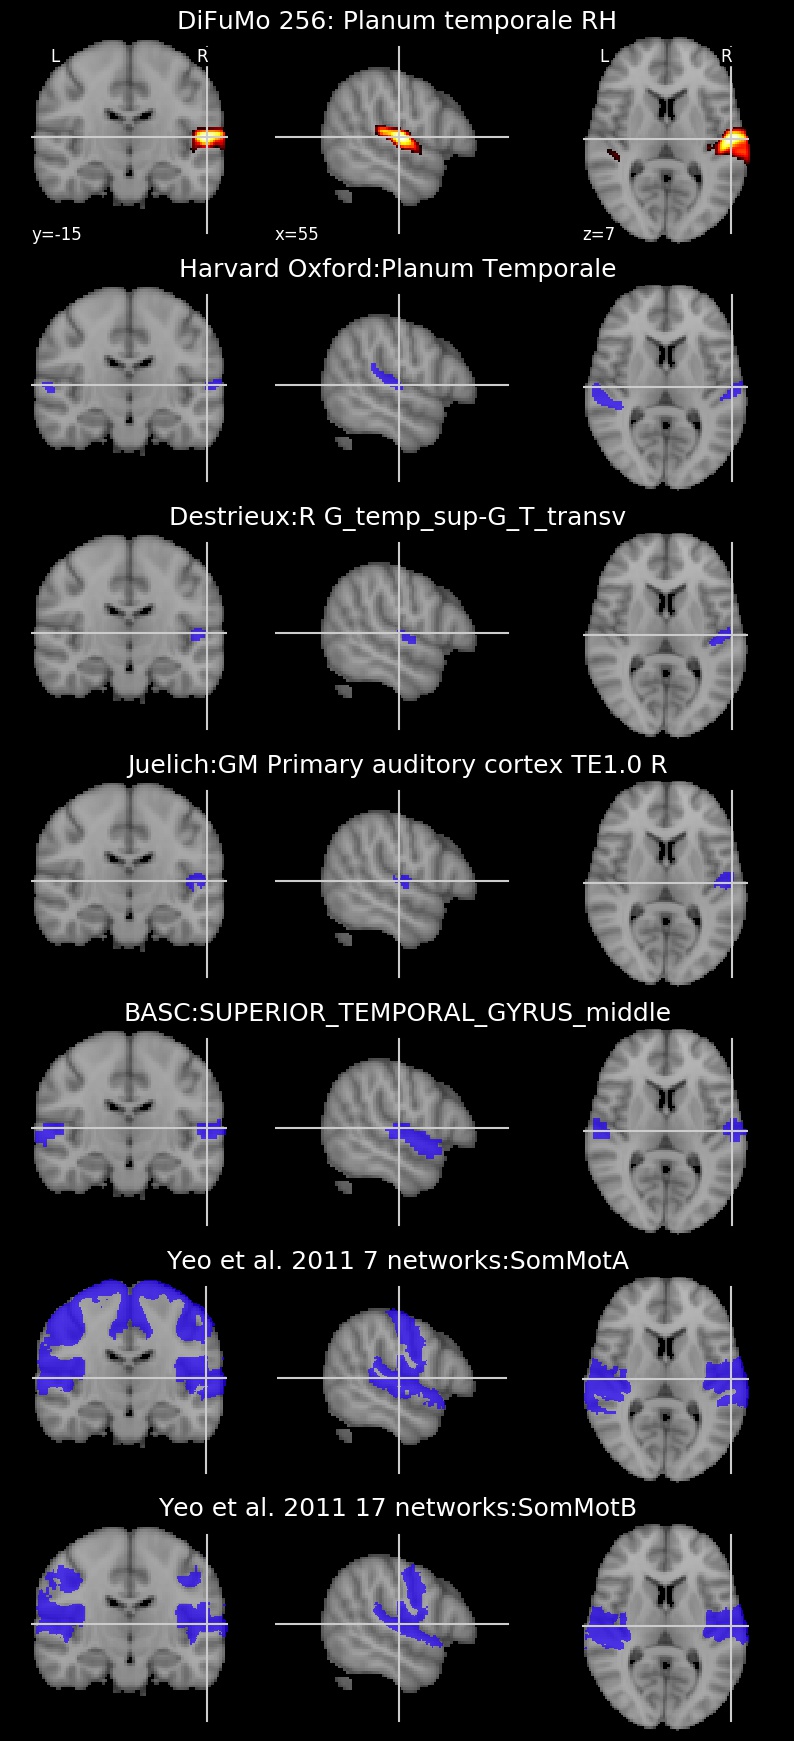 DiFuMo 256: Planum temporale RH
L R L R
y=-15 x=55 z=7
Harvard Oxford:Planum Temporale
Destrieux:R G_temp_sup-G_T_transv
Juelich:GM Primary auditory cortex TE1.0 R
BASC:SUPERIOR_TEMPORAL_GYRUS_middle
Yeo et al. 2011 7 networks:SomMotA
Yeo et al. 2011 17 networks:SomMotB